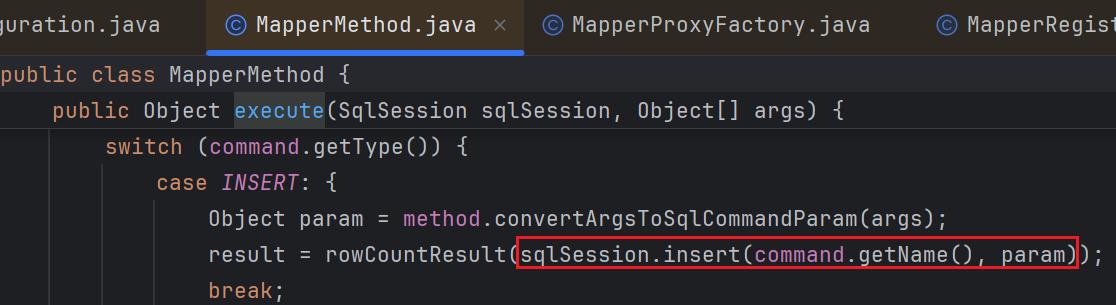 guration.java MapperMethod.java MapperProxyFactory.java MapperRegist
public class MapperMethod {
public Object execute(SqlSession sqlSession, Object[] args) {
switch (command.getType()) {
case INSERT: {
Object param = method.convertArgsToSqlCommandParam(args);
result = rowCountResult(sqlSession.insert(command.getName(), param));
break;